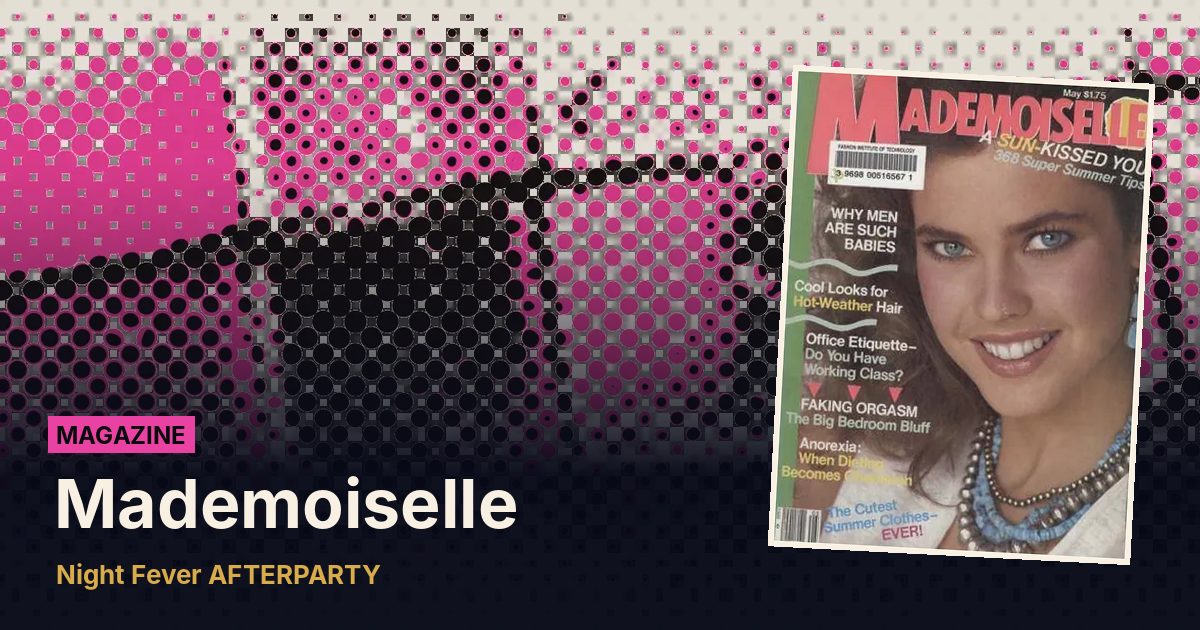 MAGAZINE
Mademoiselle
Night Fever AFTERPARTY
May $1.75
MADEMOISELLE
A SUN-KISSED YOU
368 Super Summer Tips
FASHION INSTITUTE OF TECHNOLOGY
3 9698 00516567 1
WHY MEN
ARE SUCH
BABIES
Cool Looks for
Hot-Weather Hair
Office Etiquette–
Do You Have
Working Class?
FAKING ORGASM
The Big Bedroom Bluff
Anorexia:
When Dieting
Becomes
The Cutest
Summer Clothes–
EVER!